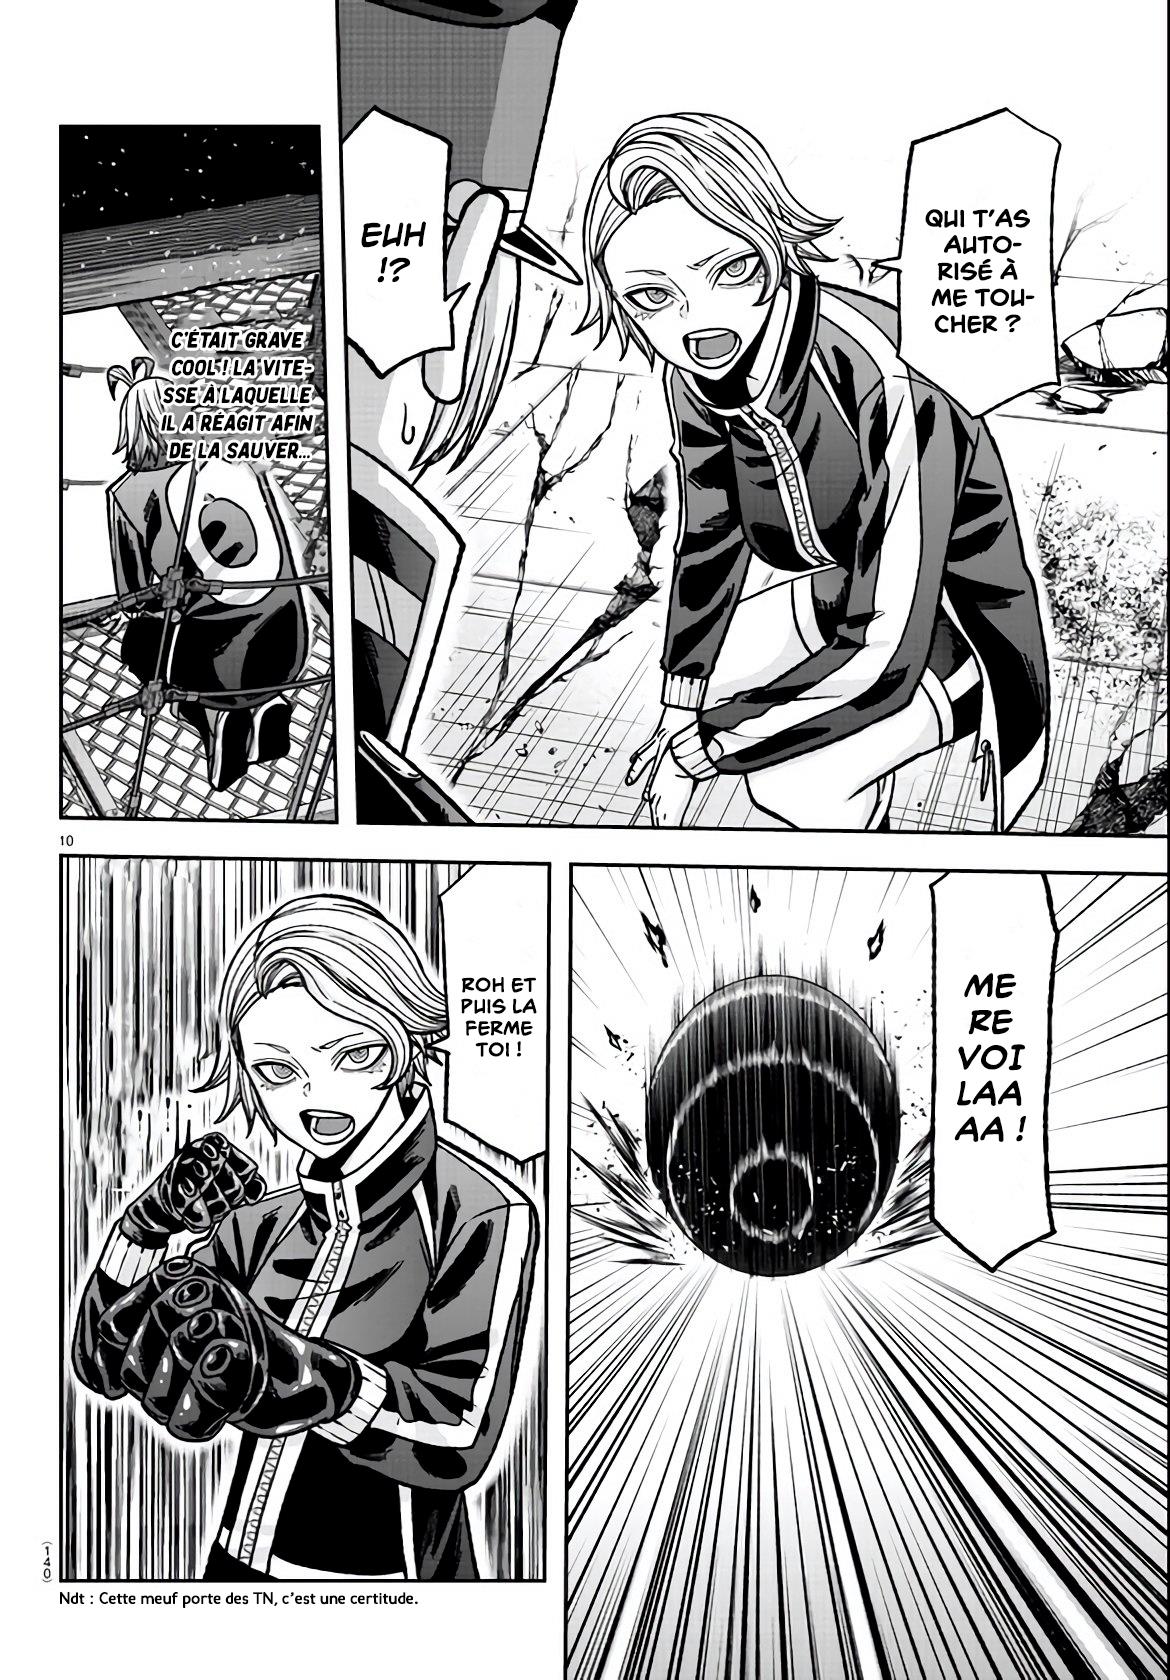 QUI T'AS
AUTO-
RISÉ À
ME TOU-
CHER ?
EUH
!?
C'ÉTAIT GRAVE
COOL ! LA VITE-
SSE À LAQUELLE
IL A RÉAGIT AFIN
DE LA SAUVER...
10
ME
RE
VOI
LAA
AA !
ROH ET
PUIS LA
FERME
TOI !
(140)
Ndt : Cette meuf porte des TN, c'est une certitude.